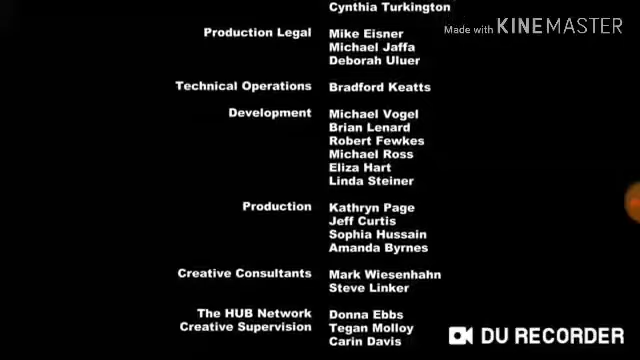 Cynthia Turkington
Production Legal Mike Eisner
Michael Jaffa
Deborah Uluer
Technical Operations Bradford Keatts
Development Michael Vogel
Brian Lenard
Robert Fewkes
Michael Ross
Eliza Hart
Linda Steiner
Production Kathryn Page
Jeff Curtis
Sophia Hussain
Amanda Byrnes
Creative Consultants Mark Wiesenhahn
Steve Linker
The HUB Network Donna Ebbs
Creative Supervision Tegan Molloy
Carin Davis
Made with KINEMASTER
DU RECORDER